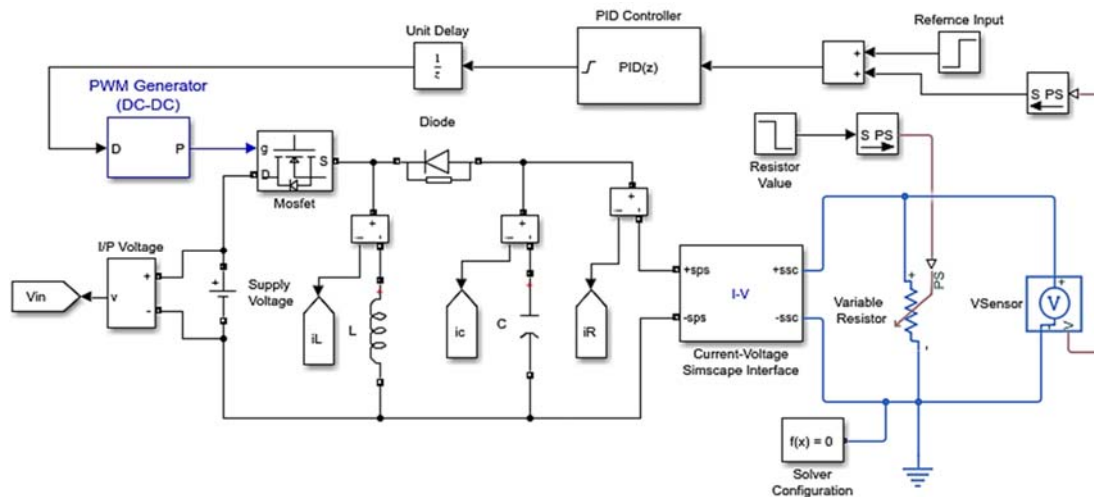 PID Controller
Refernce Input
Unit Delay
1
z
PID(z)
+
+
S PS
PWM Generator
(DC-DC)
D
P
Diode
g
S
D
Mosfet
S PS
Resistor
Value
I/P Voltage
Vin
v
+
-
+
Supply
Voltage
+
-
iL
L
+
-
ic
C
+
-
iR
+sps
-sps
I-V
+ssc
-ssc
Current-Voltage
Simscape Interface
PS
+
-
Variable
Resistor
VSensor
+
V
-
V
f(x) = 0
Solver
Configuration